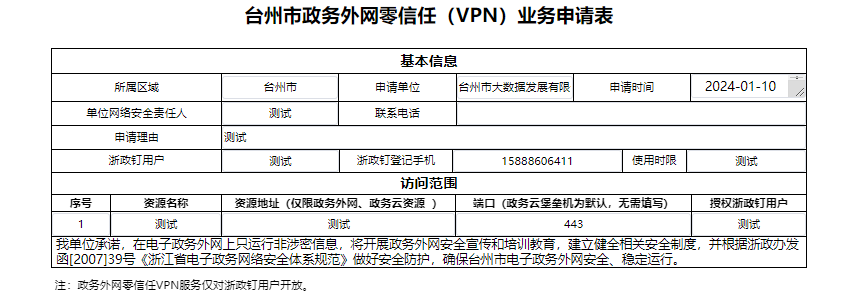 台州市政务外网零信任（VPN）业务申请表
基本信息
所属区域 台州市 申请单位 台州市大数据发展有限 申请时间 2024-01-10
单位网络安全责任人 测试 联系电话
申请理由 测试
浙政钉用户 测试 浙政钉登记手机 15888606411 使用时限 测试
访问范围
序号 资源名称 资源地址（仅限政务外网、政务云资源 ） 端口（政务云堡垒机为默认，无需填写) 授权浙政钉用户
1 测试 测试 443 测试
我单位承诺，在电子政务外网上只运行非涉密信息，将开展政务外网安全宣传和培训教育，建立健全相关安全制度，并根据浙政办发
函[2007]39号《浙江省电子政务网络安全体系规范》做好安全防护，确保台州市电子政务外网安全、稳定运行。
注：政务外网零信任VPN服务仅对浙政钉用户开放。